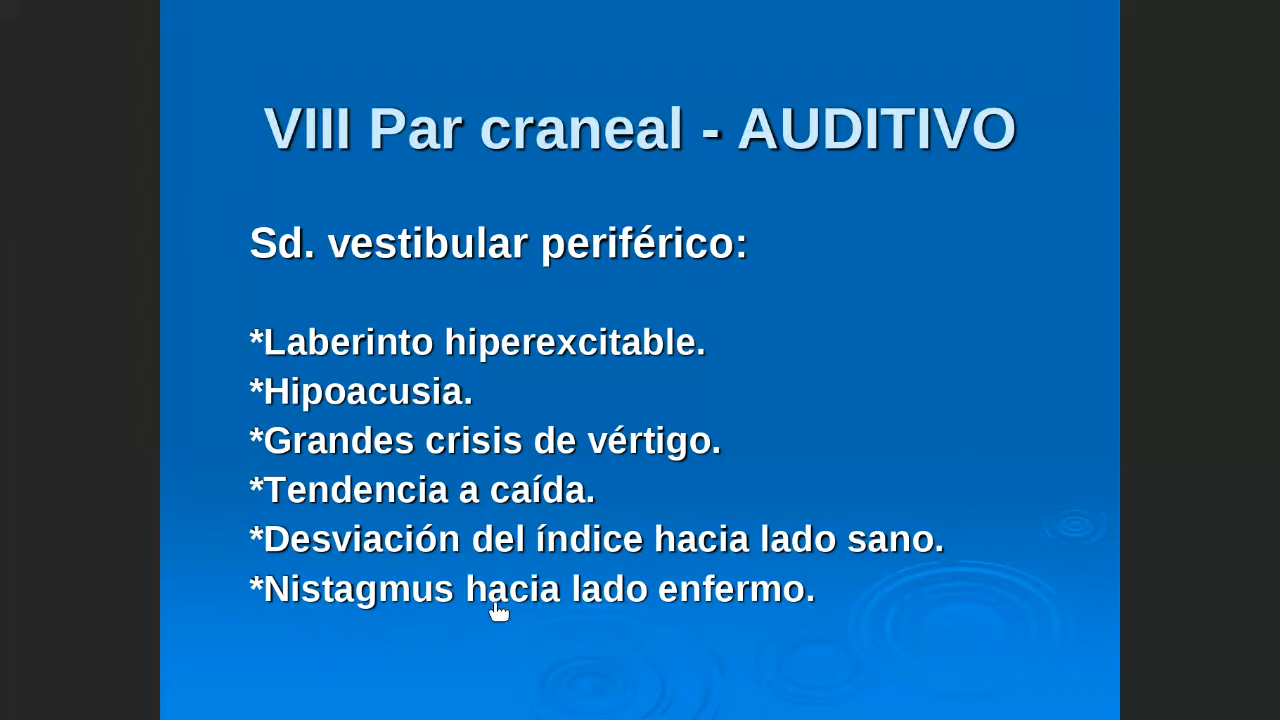 VIII Par craneal - AUDITIVO
Sd. vestibular periférico:
*Laberinto hiperexcitable.
*Hipoacusia.
*Grandes crisis de vértigo.
*Tendencia a caída.
*Desviación del índice hacia lado sano.
*Nistagmus hacia lado enfermo.